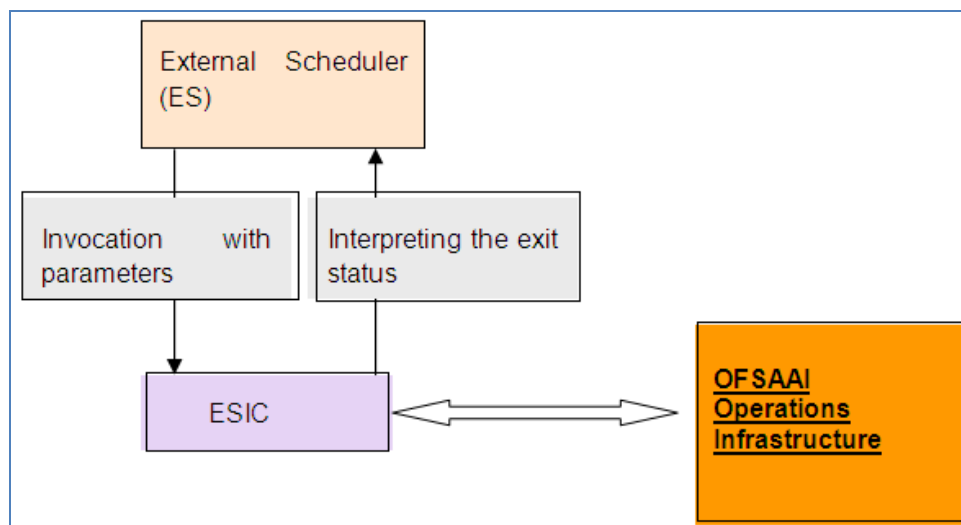 External Scheduler
(ES)
Invocation with
parameters
Interpreting the exit
status
ESIC
OFSAAI
Operations
Infrastructure